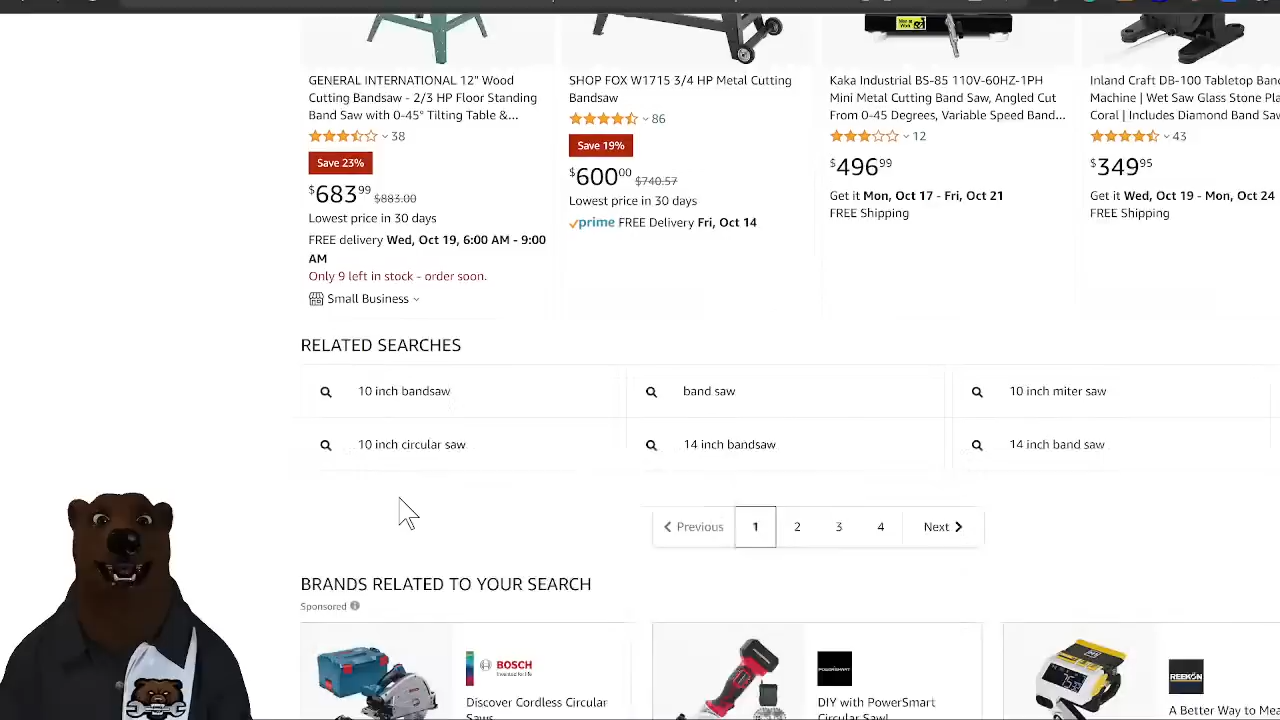 GENERAL INTERNATIONAL 12" Wood
Cutting Bandsaw - 2/3 HP Floor Standing
Band Saw with 0-45° Tilting Table &...
38
Save 23%
$683.99 $883.00
Lowest price in 30 days
FREE delivery Wed, Oct 19, 6:00 AM - 9:00
AM
Only 9 left in stock - order soon.
Small Business
SHOP FOX W1715 3/4 HP Metal Cutting
Bandsaw
86
Save 19%
$600.00 $740.57
Lowest price in 30 days
prime FREE Delivery Fri, Oct 14
Kaka Industrial BS-85 110V-60HZ-1PH
Mini Metal Cutting Band Saw, Angled Cut
From 0-45 Degrees, Variable Speed Band...
12
$496.99
Get it Mon, Oct 17 - Fri, Oct 21
FREE Shipping
Inland Craft DB-100 Tabletop Ban
Machine | Wet Saw Glass Stone Pla
Coral | Includes Diamond Band Sa
43
$349.95
Get it Wed, Oct 19 - Mon, Oct 24
FREE Shipping
RELATED SEARCHES
10 inch bandsaw
band saw
10 inch miter saw
10 inch circular saw
14 inch bandsaw
14 inch band saw
Previous 1 2 3 4 Next
BRANDS RELATED TO YOUR SEARCH
Sponsored
BOSCH
Invented for life
Discover Cordless Circular
Saws
POWERSMART
DIY with PowerSmart
Circular Saw!
REEKON
A Better Way to Me